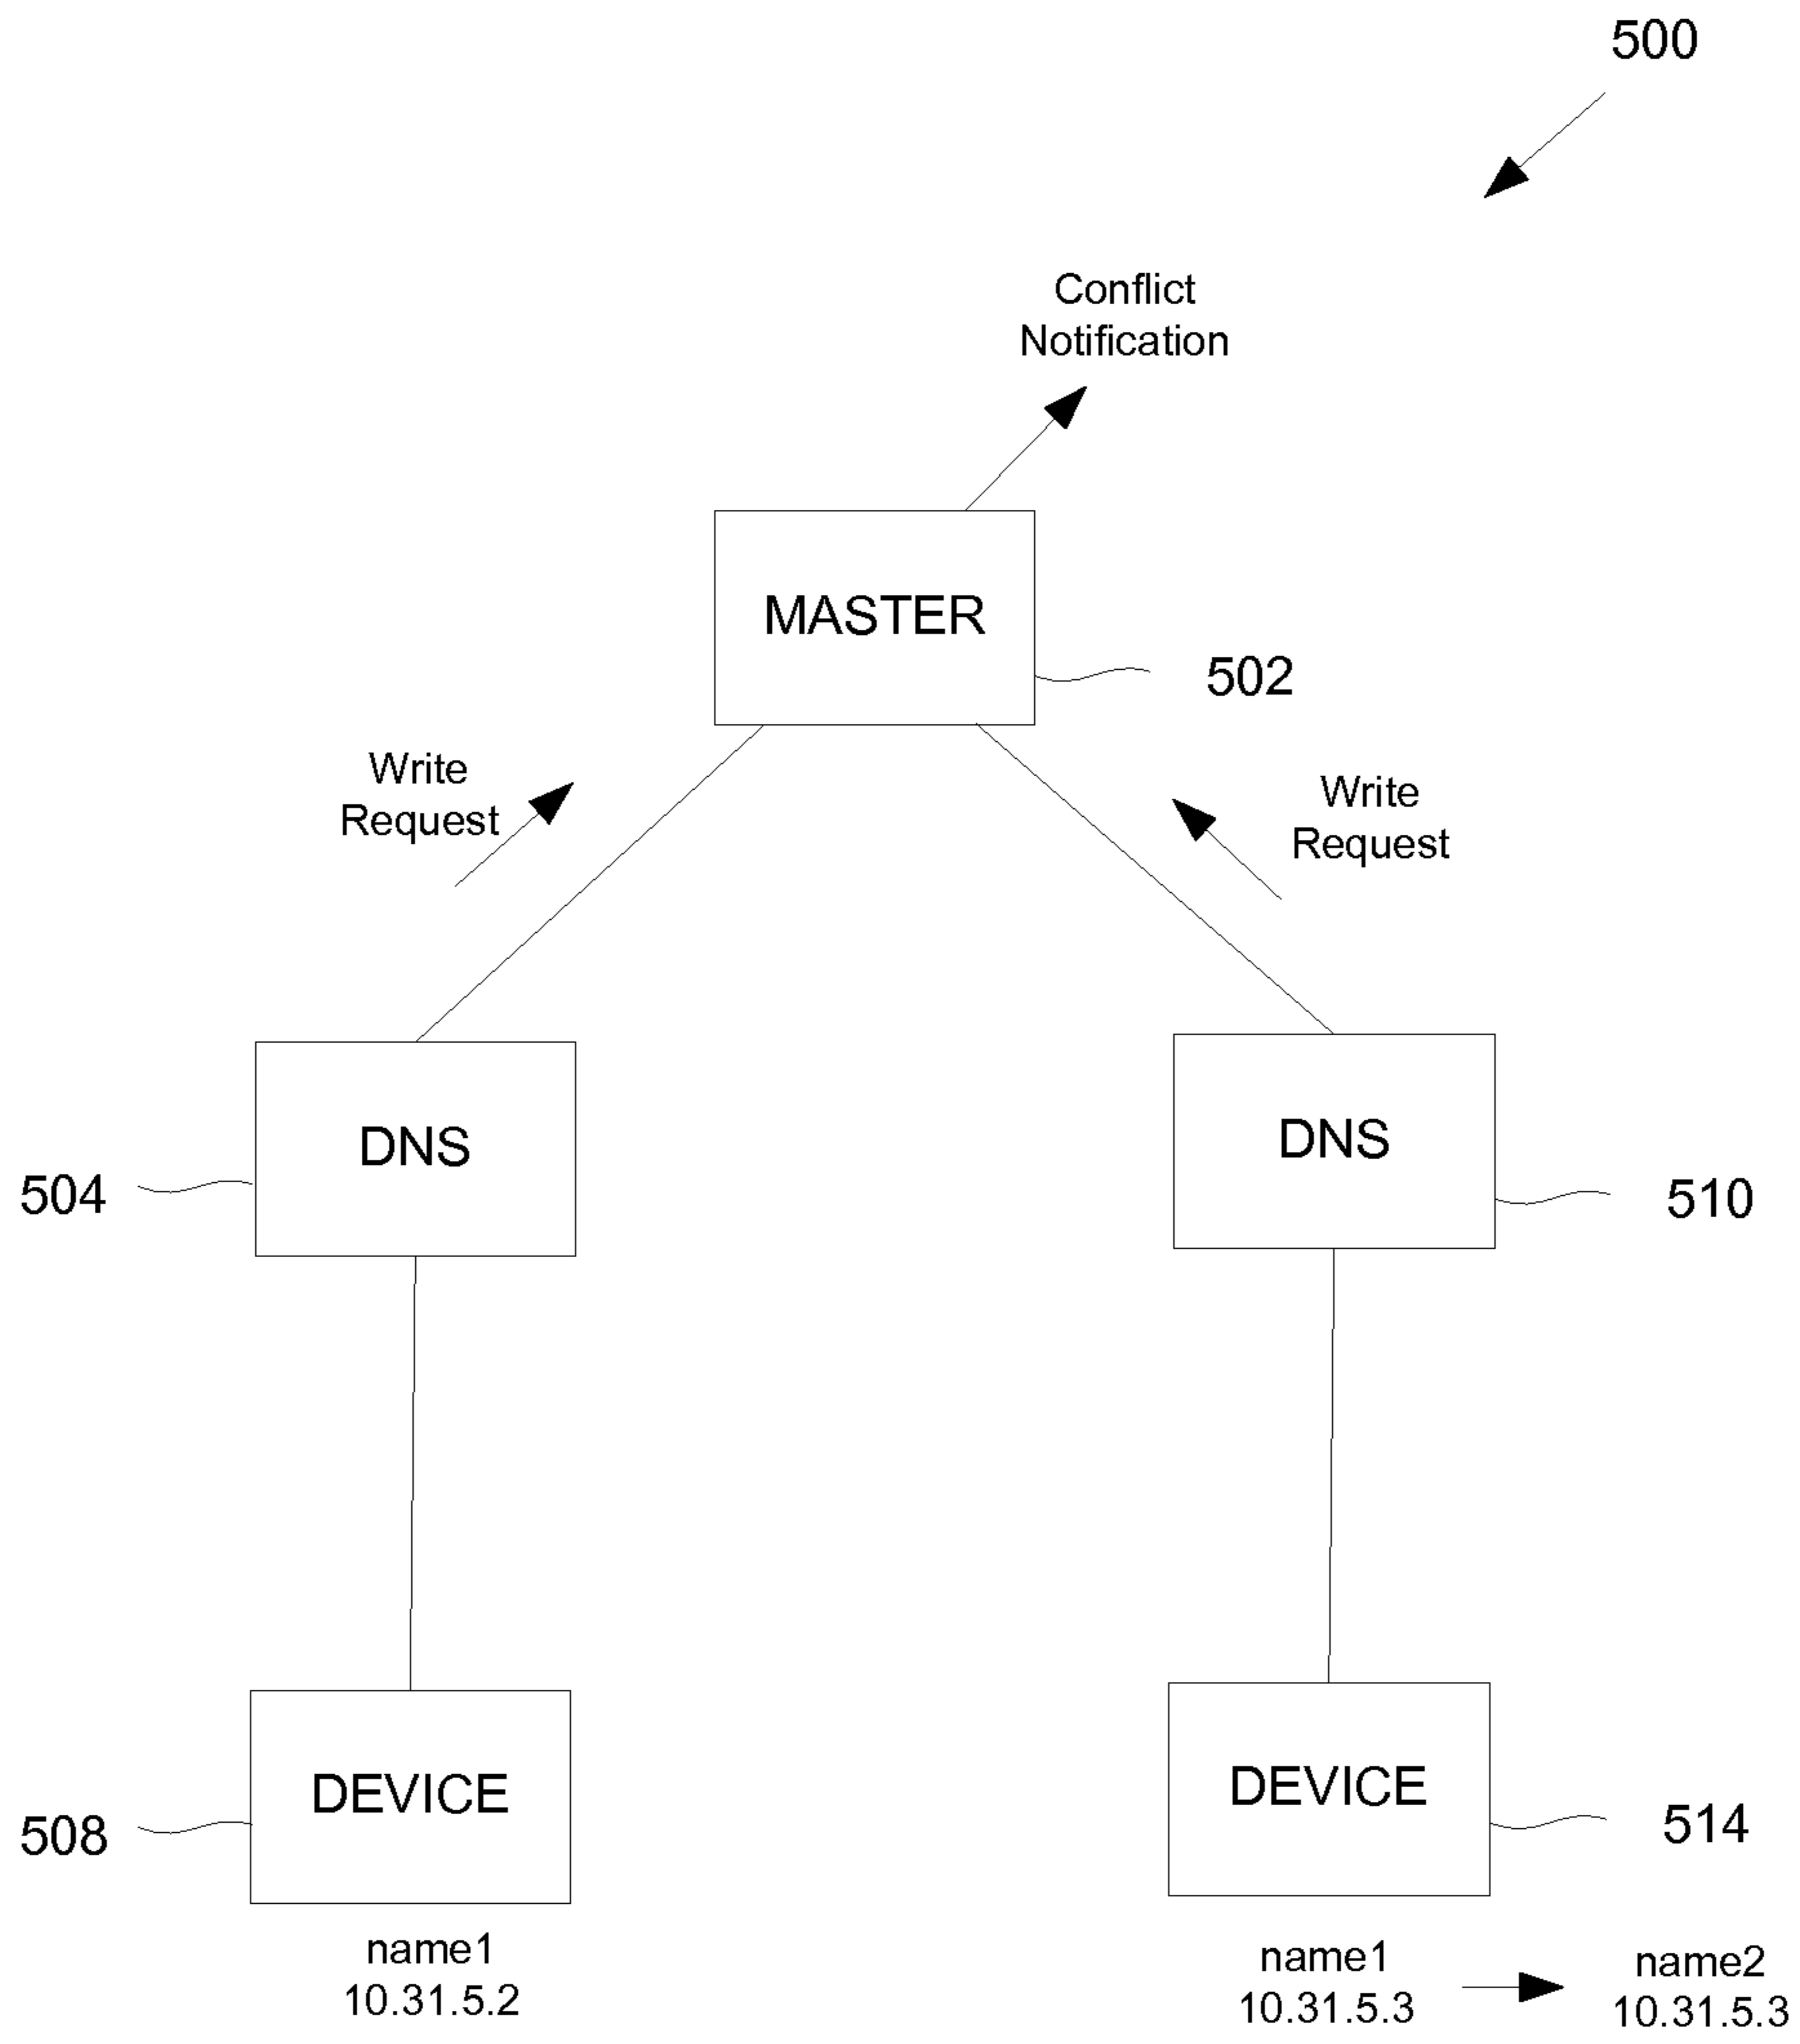 500
Conflict
Notification
MASTER
502
Write
Request
Write
Request
DNS
504
DNS
510
DEVICE
508
DEVICE
514
name1
10.31.5.2
name1
10.31.5.3
name2
10.31.5.3